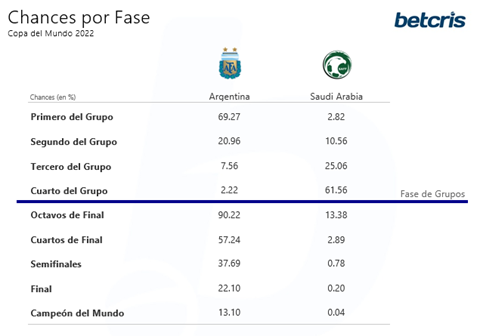 Chances por Fase
Copa del Mundo 2022
betcris
AFA
Chances (en %) Argentina Saudi Arabia
Primero del Grupo 69.27 2.82
Segundo del Grupo 20.96 10.56
Tercero del Grupo 7.56 25.06
Cuarto del Grupo 2.22 61.56
Fase de Grupos
Octavos de Final 90.22 13.38
Cuartos de Final 57.24 2.89
Semifinales 37.69 0.78
Final 22.10 0.20
Campeón del Mundo 13.10 0.04